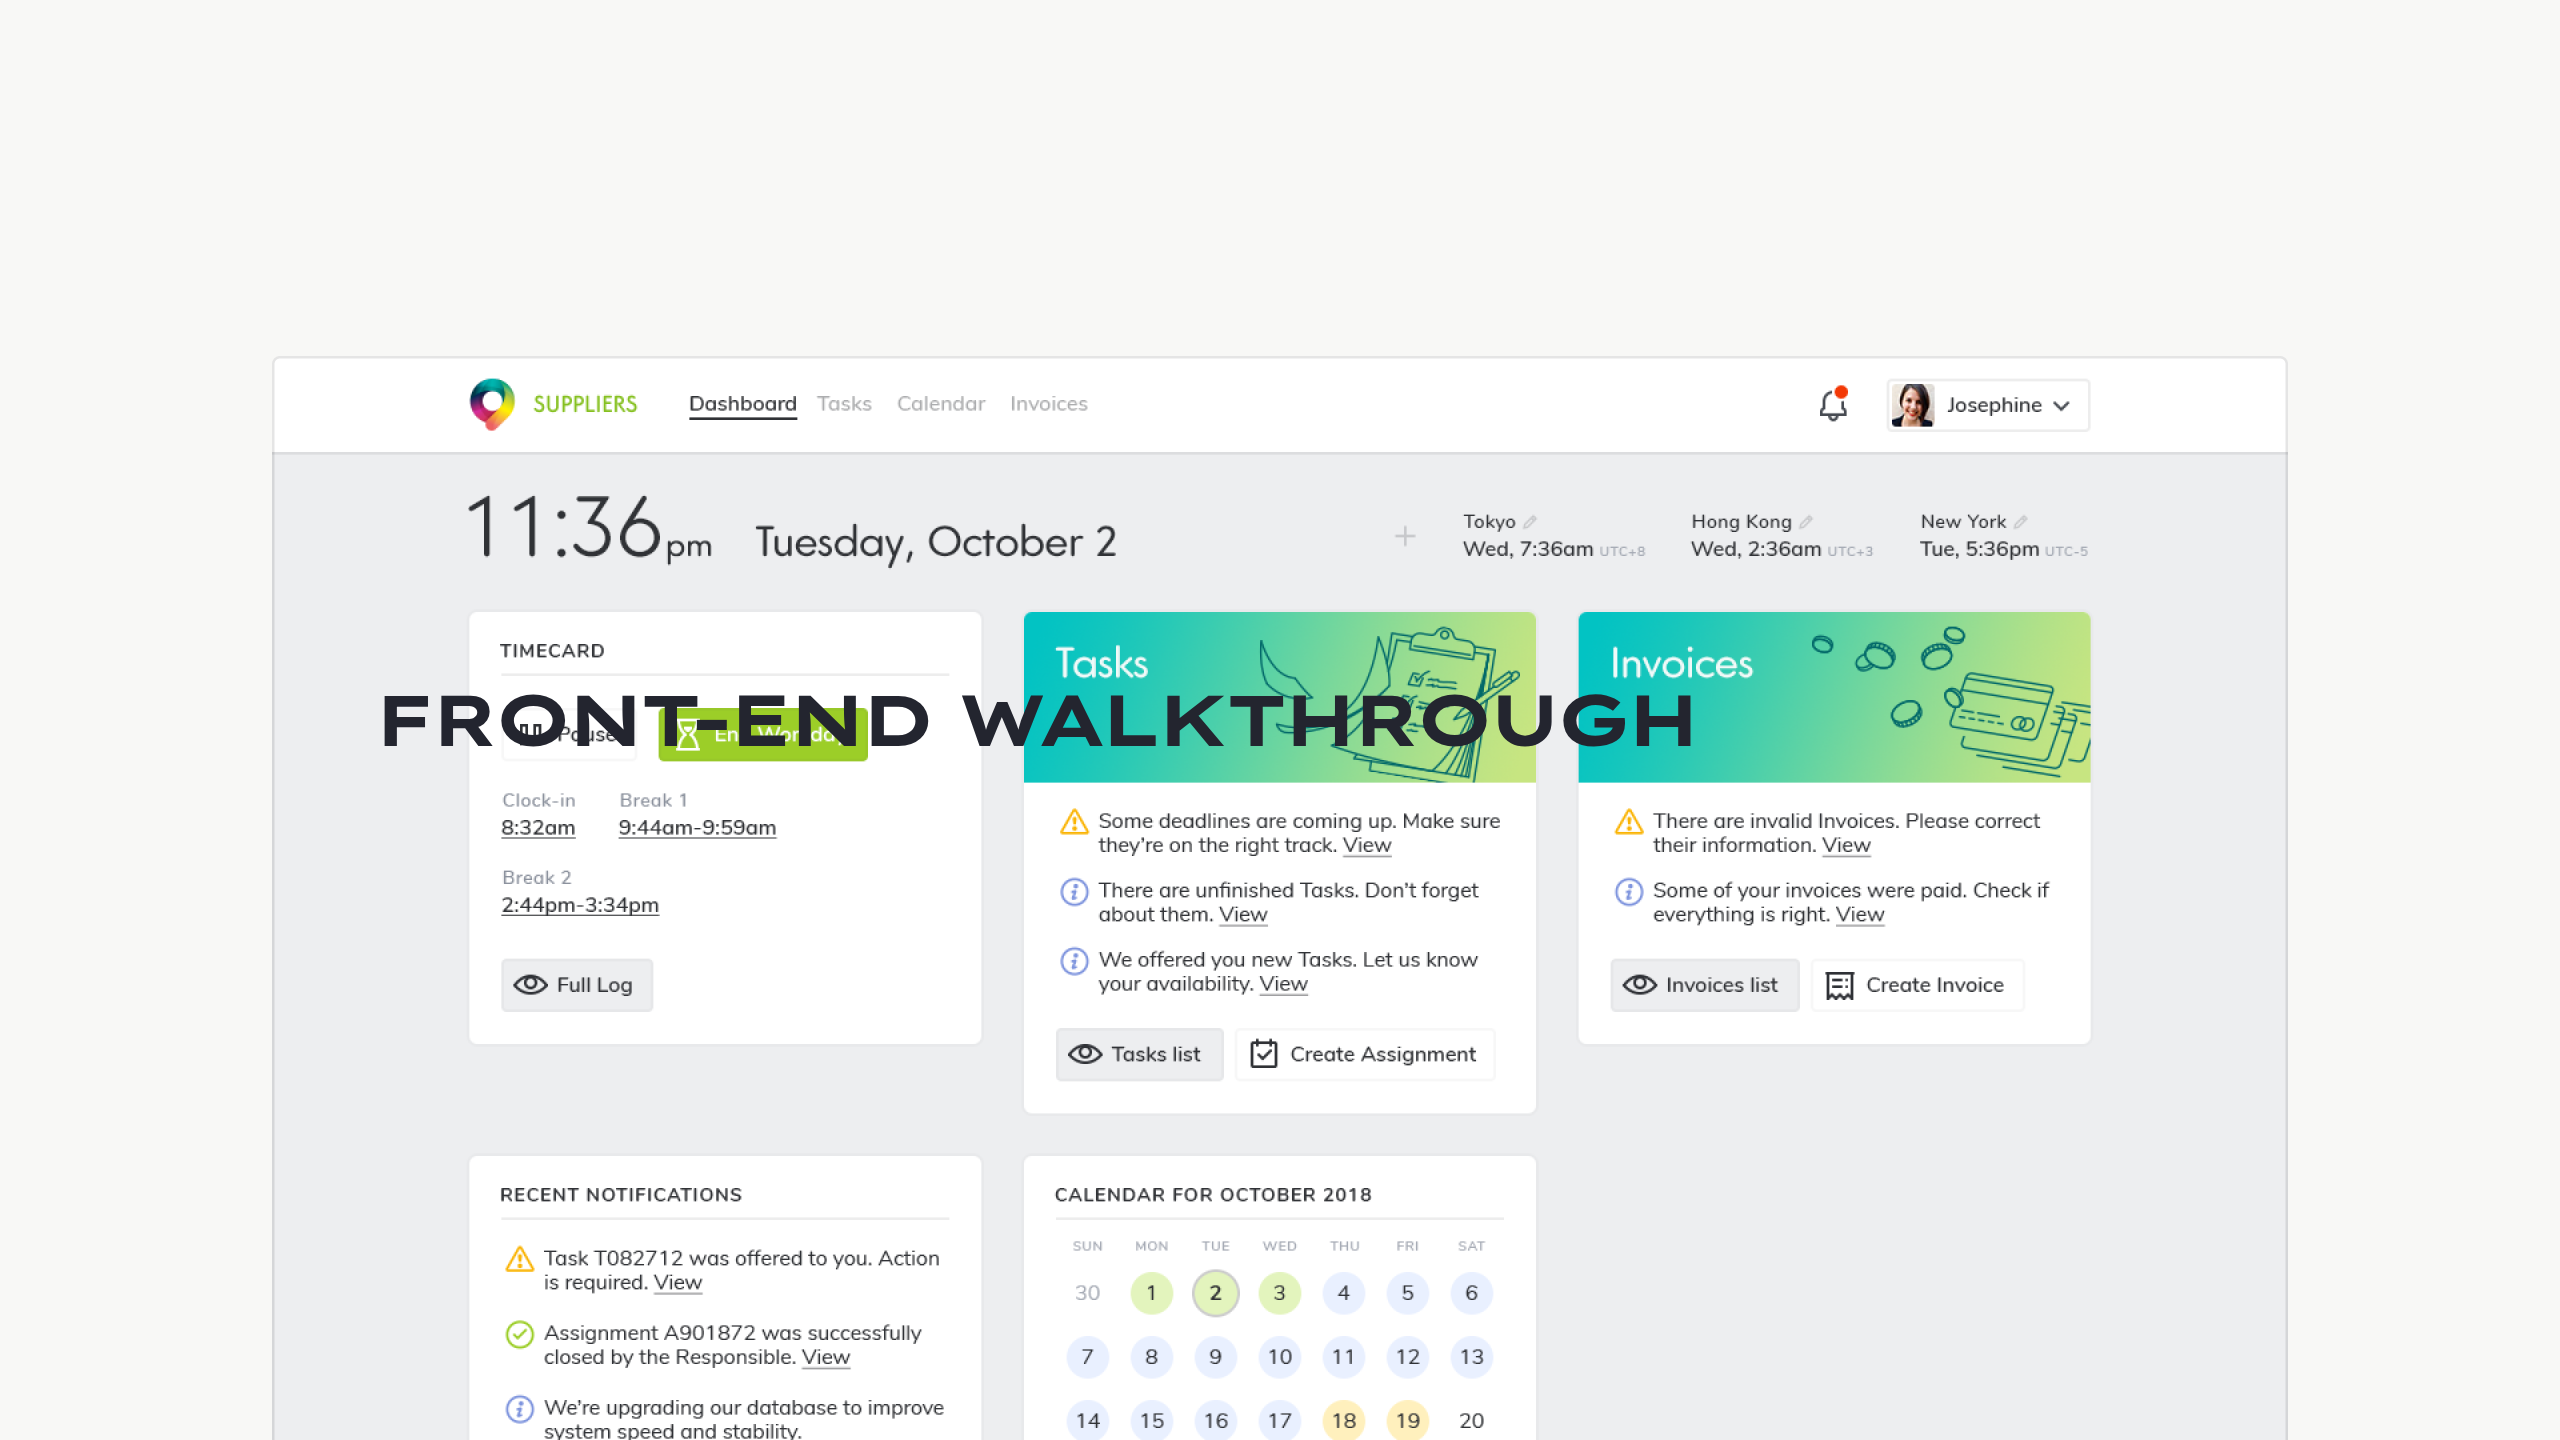 SUPPLIERS Dashboard Tasks Calendar Invoices Josephine
11:36pm Tuesday, October 2
Tokyo
Wed, 7:36am UTC+8
Hong Kong
Wed, 2:36am UTC+3
New York
Tue, 5:36pm UTC-5
TIMECARD
Pause End Workday
FRONT-END WALKTHROUGH
Clock-in
8:32am
Break 1
9:44am-9:59am
Break 2
2:44pm-3:34pm
Full Log
Tasks
Some deadlines are coming up. Make sure
they're on the right track. View
There are unfinished Tasks. Don't forget
about them. View
We offered you new Tasks. Let us know
your availability. View
Tasks list Create Assignment
Invoices
There are invalid Invoices. Please correct
their information. View
Some of your invoices were paid. Check if
everything is right. View
Invoices list Create Invoice
RECENT NOTIFICATIONS
Task T082712 was offered to you. Action
is required. View
Assignment A901872 was successfully
closed by the Responsible. View
We're upgrading our database to improve
system speed and stability.
CALENDAR FOR OCTOBER 2018
SUN MON TUE WED THU FRI SAT
30 1 2 3 4 5 6
7 8 9 10 11 12 13
14 15 16 17 18 19 20